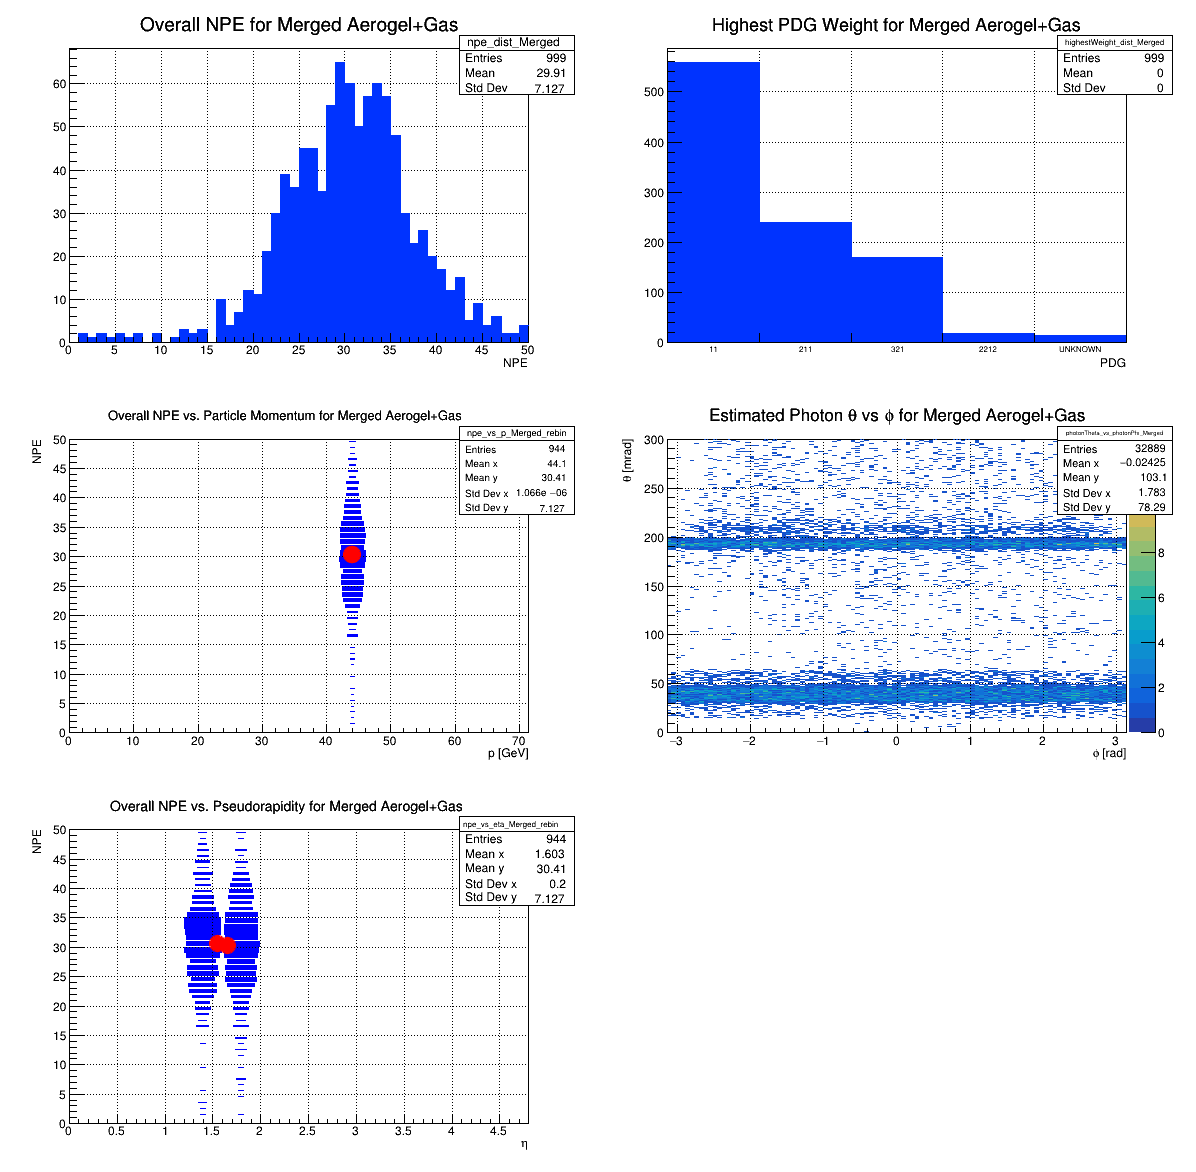 Overall NPE for Merged Aerogel+Gas
npe_dist_Merged
Entries 999
Mean 29.91
Std Dev 7.127
60
50
40
30
20
10
0
0 5 10 15 20 25 30 35 40 45 50
NPE
Highest PDG Weight for Merged Aerogel+Gas
highestWeight_dist_Merged
Entries 999
Mean 0
Std Dev 0
500
400
300
200
100
0
11 211 321 2212 UNKNOWN
PDG
Overall NPE vs. Particle Momentum for Merged Aerogel+Gas
npe_vs_p_Merged_rebin
Entries 944
Mean x 44.1
Mean y 30.41
Std Dev x 1.066e −06
Std Dev y 7.127
NPE
50
45
40
35
30
25
20
15
10
5
0
0 10 20 30 40 50 60 70
p [GeV]
Estimated Photon θ vs ϕ for Merged Aerogel+Gas
photonTheta_vs_photonPhi_Merged
Entries 32889
Mean x −0.02425
Mean y 103.1
Std Dev x 1.783
Std Dev y 78.29
θ [mrad]
300
250
200
150
100
50
0
−3 −2 −1 0 1 2 3
ϕ [rad]
8
6
4
2
0
Overall NPE vs. Pseudorapidity for Merged Aerogel+Gas
npe_vs_eta_Merged_rebin
Entries 944
Mean x 1.603
Mean y 30.41
Std Dev x 0.2
Std Dev y 7.127
NPE
50
45
40
35
30
25
20
15
10
5
0
0 0.5 1 1.5 2 2.5 3 3.5 4 4.5
η